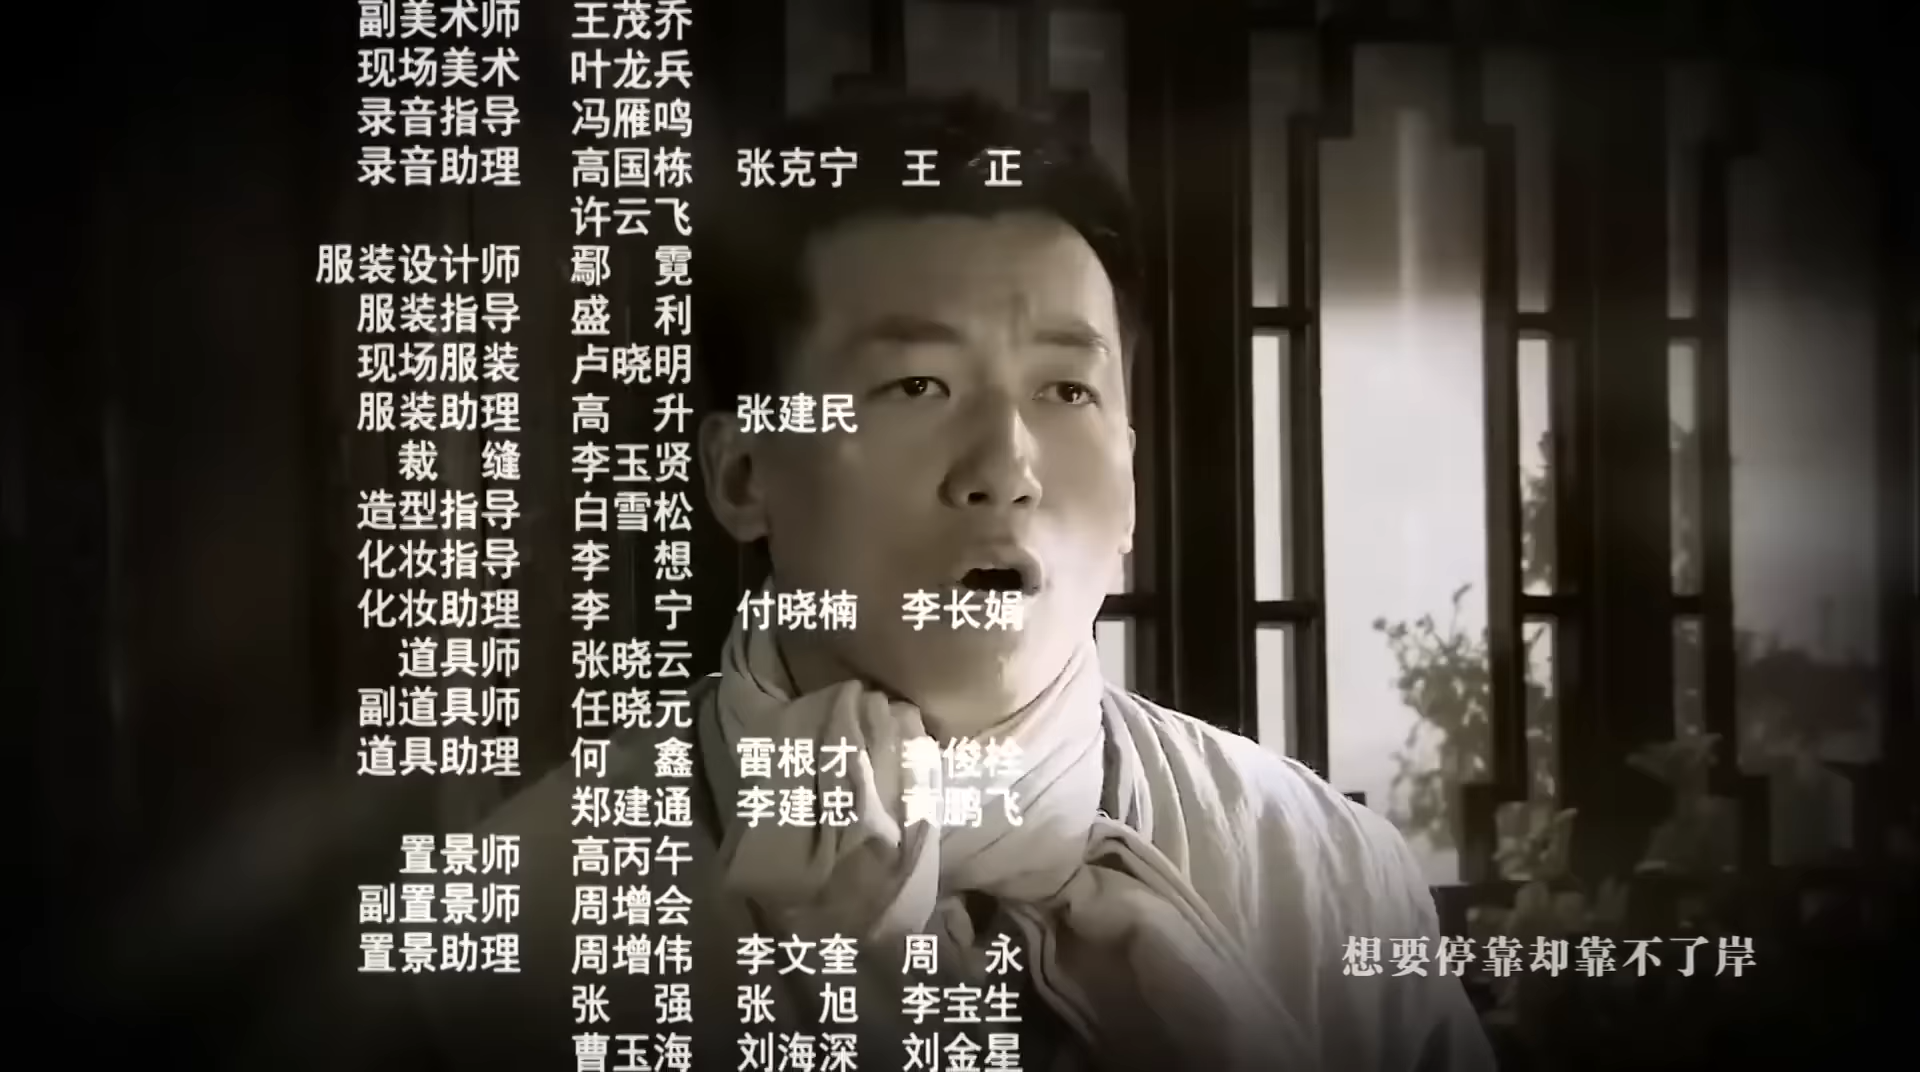 副美术师 王茂乔
现场美术 叶龙兵
录音指导 冯雁鸣
录音助理 高国栋 张克宁 王 正
许云飞
服装设计师 鄢 霓
服装指导 盛 利
现场服装 卢晓明
服装助理 高 升 张建民
裁 缝 李玉贤
造型指导 白雪松
化妆指导 李 想
化妆助理 李 宁 付晓楠 李长娟
道具师 张晓云
副道具师 任晓元
道具助理 何 鑫 雷根才 李俊栓
郑建通 李建忠 黄鹏飞
置景师 高丙午
副置景师 周增会
置景助理 周增伟 李文奎 周 永
想要停靠却靠不了岸
张 强 张 旭 李宝生
曹玉海 刘海深 刘金星